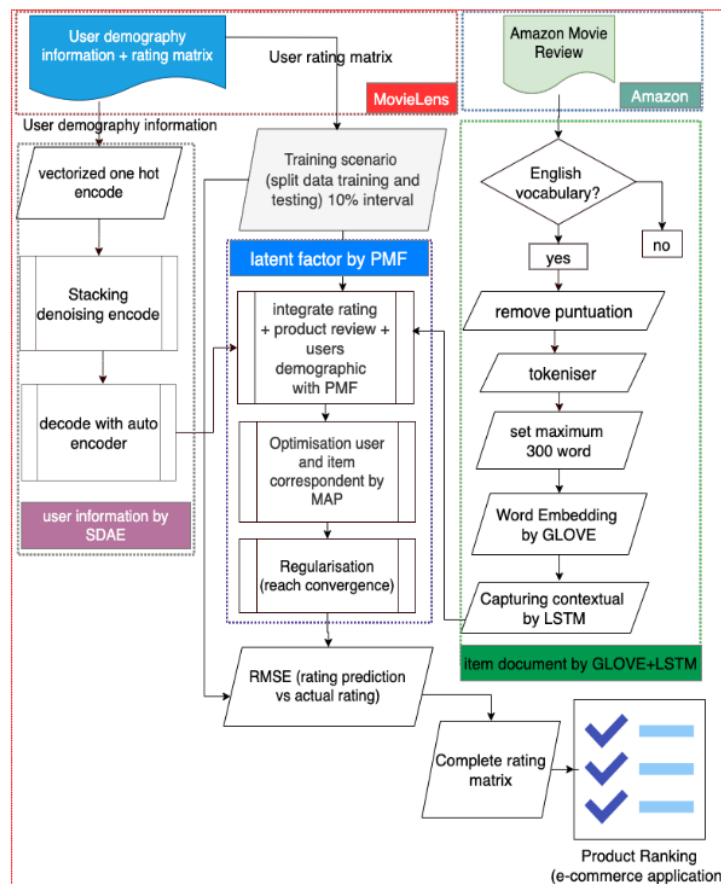 User demography
information + rating matrix
User rating matrix
MovieLens
Amazon Movie
Review
Amazon
User demography information
vectorized one hot
encode
Stacking
denoising encode
decode with auto
encoder
user information by
SDAE
Training scenario
(split data training and
testing) 10% interval
latent factor by PMF
integrate rating
+ product review +
users
demographic
with PMF
Optimisation user
and item
correspondent by
MAP
Regularisation
(reach convergence)
RMSE (rating prediction
vs actual rating)
English
vocabulary?
no
yes
remove puntuation
tokeniser
set maximum
300 word
Word Embedding
by GLOVE
Capturing contextual
by LSTM
item document by GLOVE+LSTM
Complete rating
matrix
Product Ranking
(e-commerce application